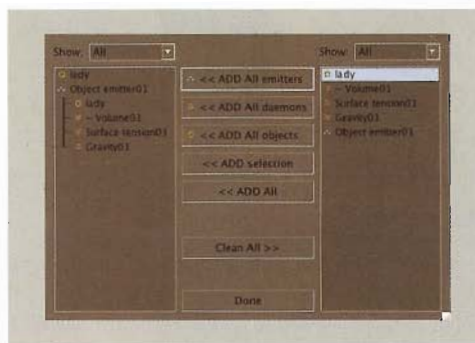 Show: All
lady
Object emitter01
lady
~ Volume01
Surface tension01
Gravity01
<< ADD All emitters
<< ADD All daemons
<< ADD All objects
<< ADD selection
<< ADD All
Clean All >>
Done
Show: All
lady
~ Volume01
Surface tension01
Gravity01
Object emitter01